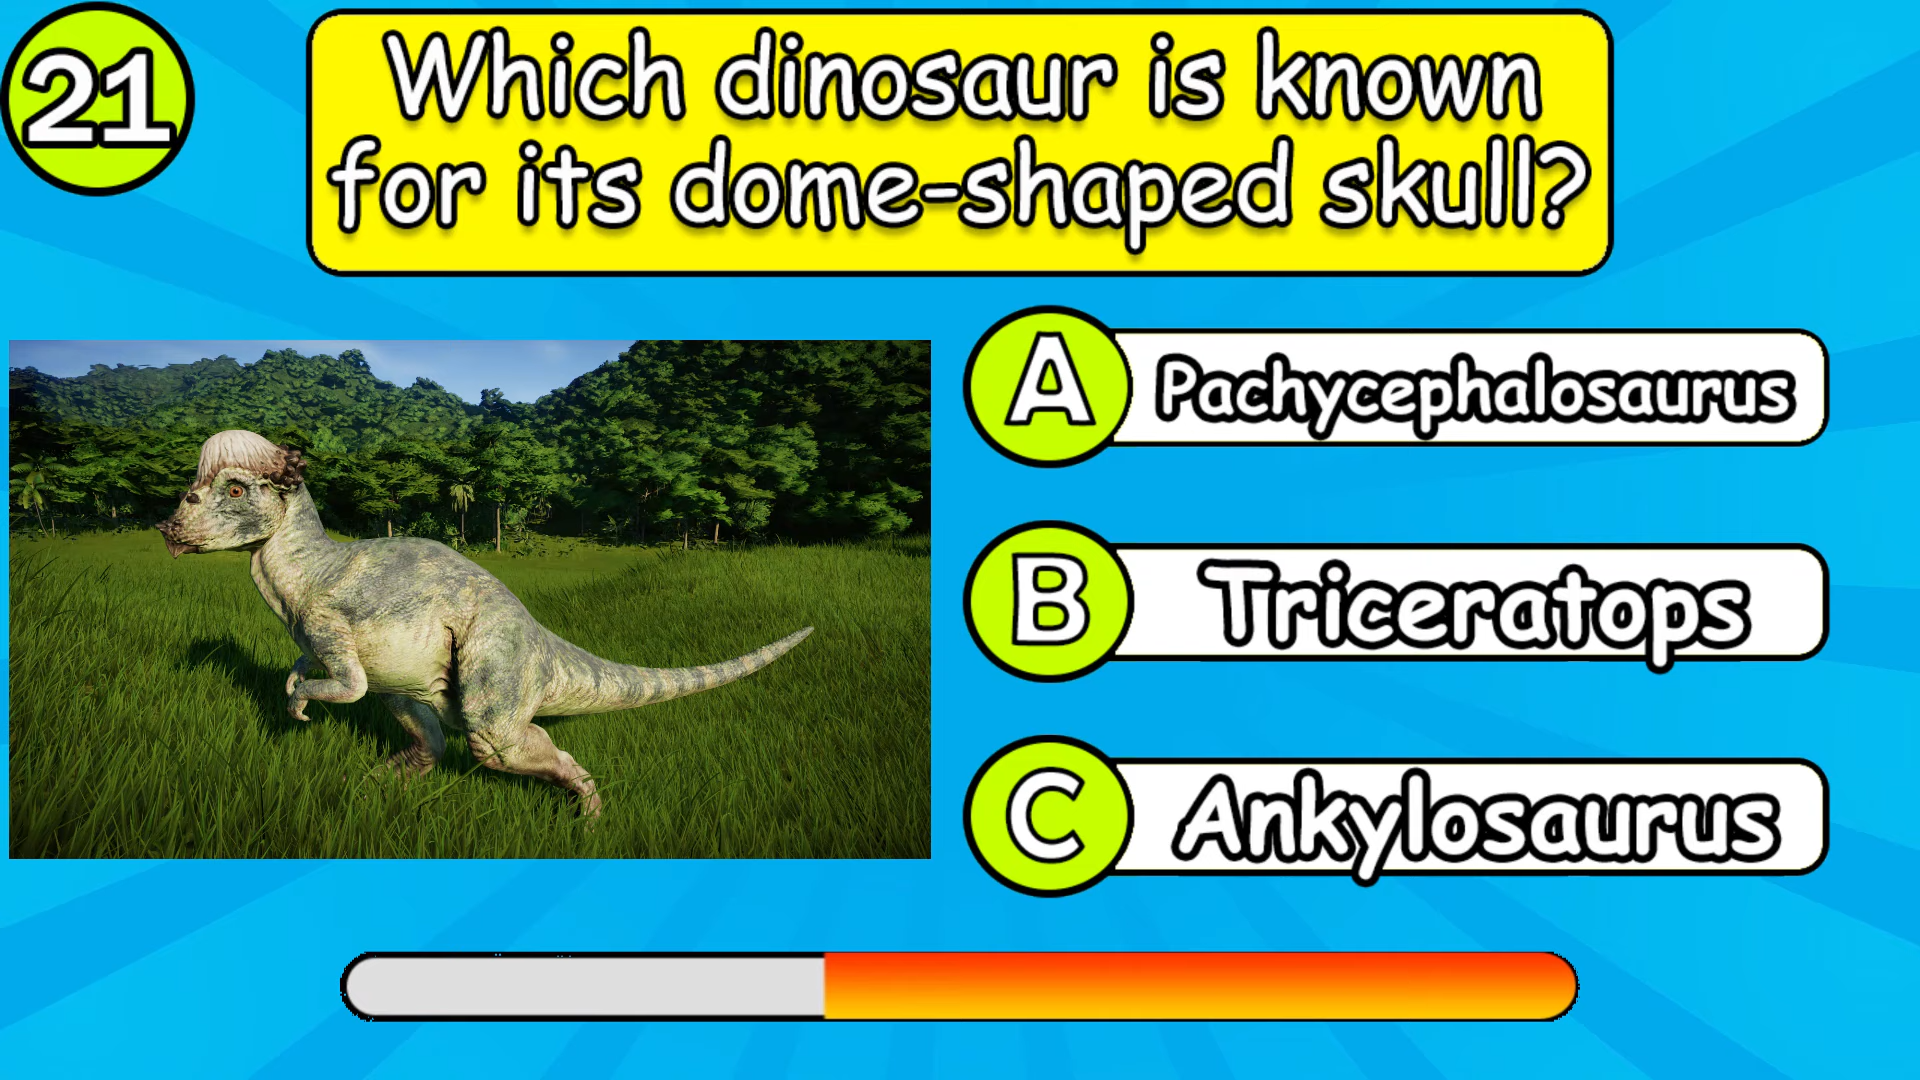 21
Which dinosaur is known
for its dome-shaped skull?
A Pachycephalosaurus
B Triceratops
C Ankylosaurus